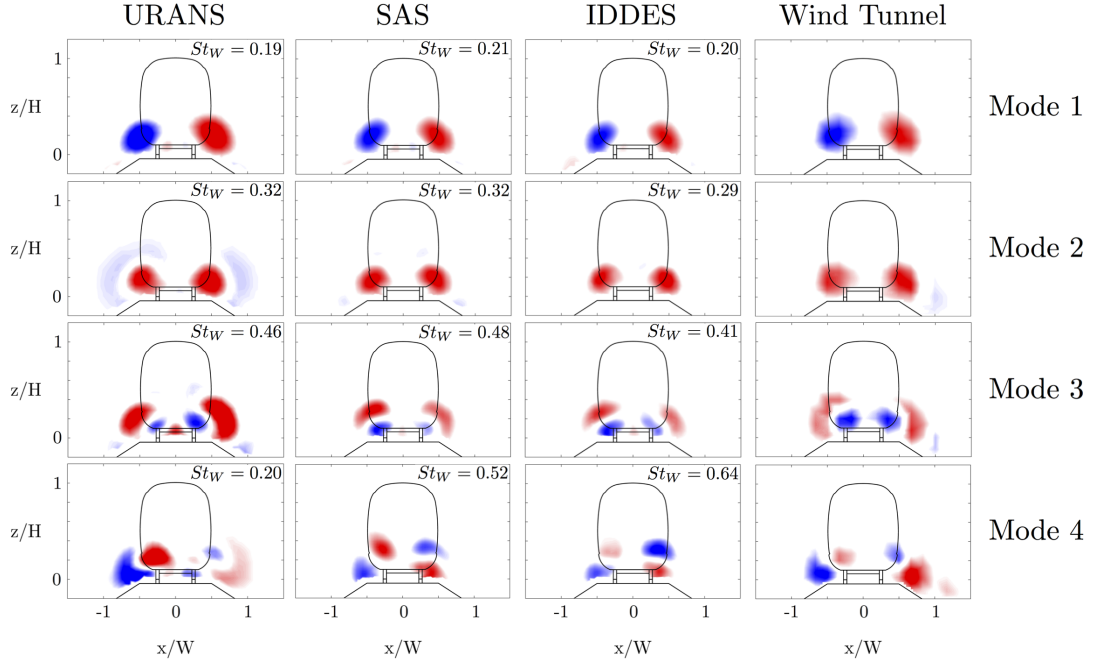 URANS SAS IDDES Wind Tunnel
1 z/H 0 St_W = 0.19 St_W = 0.21 St_W = 0.20 Mode 1
1 z/H 0 St_W = 0.32 St_W = 0.32 St_W = 0.29 Mode 2
1 z/H 0 St_W = 0.46 St_W = 0.48 St_W = 0.41 Mode 3
1 z/H 0 St_W = 0.20 St_W = 0.52 St_W = 0.64 Mode 4
-1 0 1 -1 0 1 -1 0 1 -1 0 1
x/W x/W x/W x/W